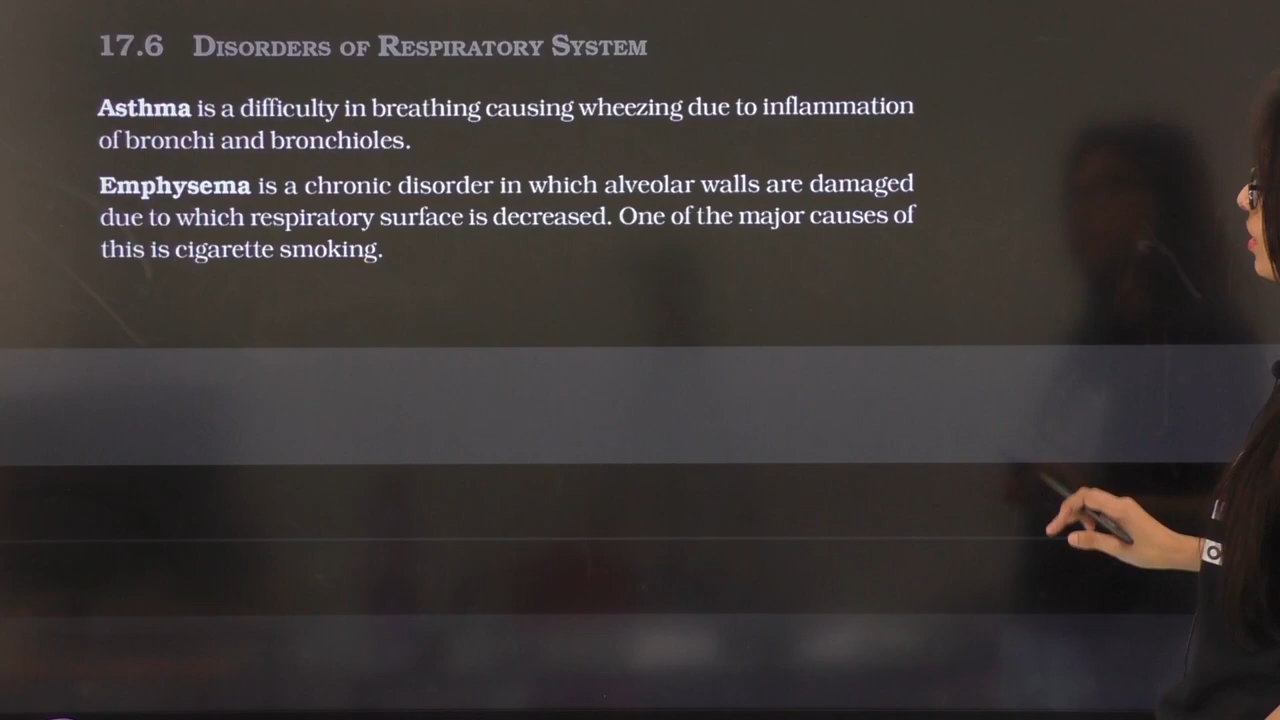 17.6 Disorders of Respiratory System
Asthma is a difficulty in breathing causing wheezing due to inflammation
of bronchi and bronchioles.
Emphysema is a chronic disorder in which alveolar walls are damaged
due to which respiratory surface is decreased. One of the major causes of
this is cigarette smoking.